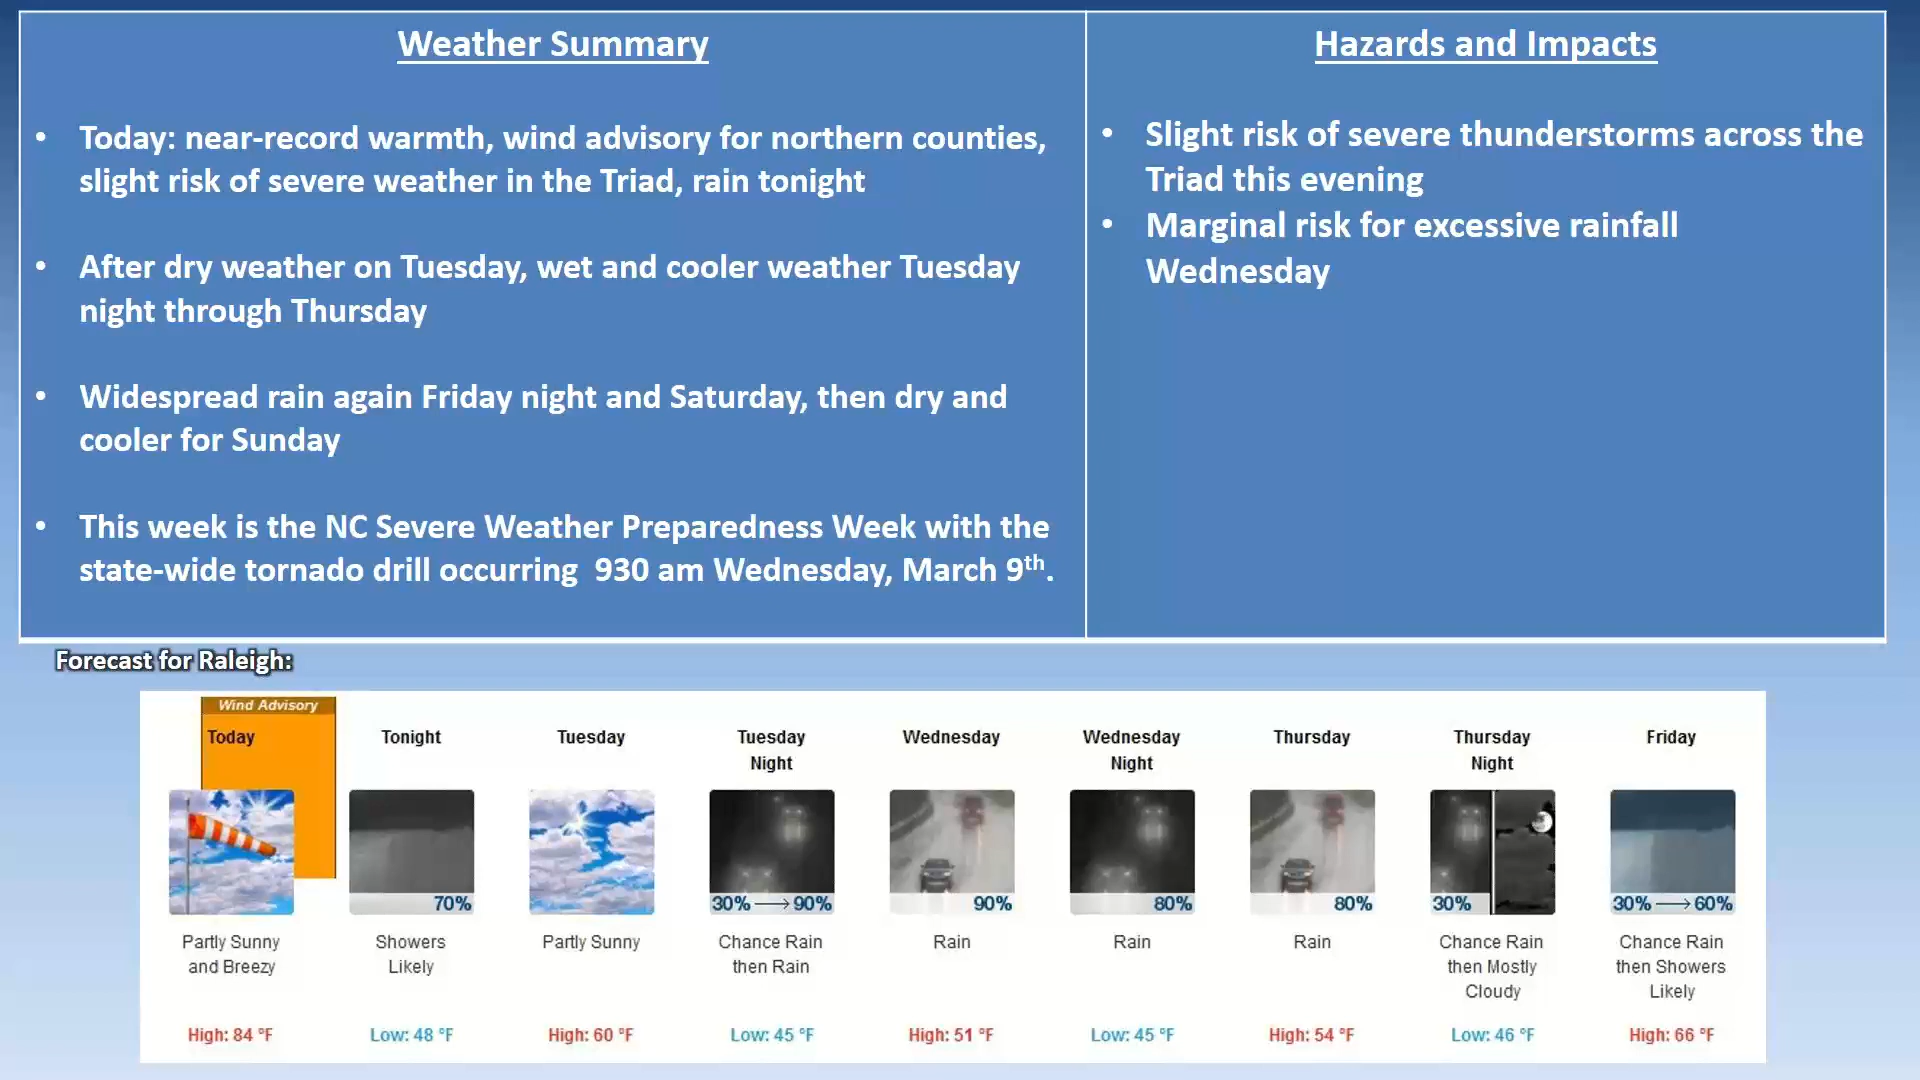 Weather Summary
• Today: near-record warmth, wind advisory for northern counties,
slight risk of severe weather in the Triad, rain tonight
• After dry weather on Tuesday, wet and cooler weather Tuesday
night through Thursday
• Widespread rain again Friday night and Saturday, then dry and
cooler for Sunday
• This week is the NC Severe Weather Preparedness Week with the
state-wide tornado drill occurring  930 am Wednesday, March 9th.
Hazards and Impacts
• Slight risk of severe thunderstorms across the
Triad this evening
• Marginal risk for excessive rainfall
Wednesday
Forecast for Raleigh:
Wind Advisory
Today
Partly Sunny
and Breezy
High: 84 °F
Tonight
70%
Showers
Likely
Low: 48 °F
Tuesday
Partly Sunny
High: 60 °F
Tuesday
Night
30% → 90%
Chance Rain
then Rain
Low: 45 °F
Wednesday
90%
Rain
High: 51 °F
Wednesday
Night
80%
Rain
Low: 45 °F
Thursday
80%
Rain
High: 54 °F
Thursday
Night
30%
Chance Rain
then Mostly
Cloudy
Low: 46 °F
Friday
30% → 60%
Chance Rain
then Showers
Likely
High: 66 °F